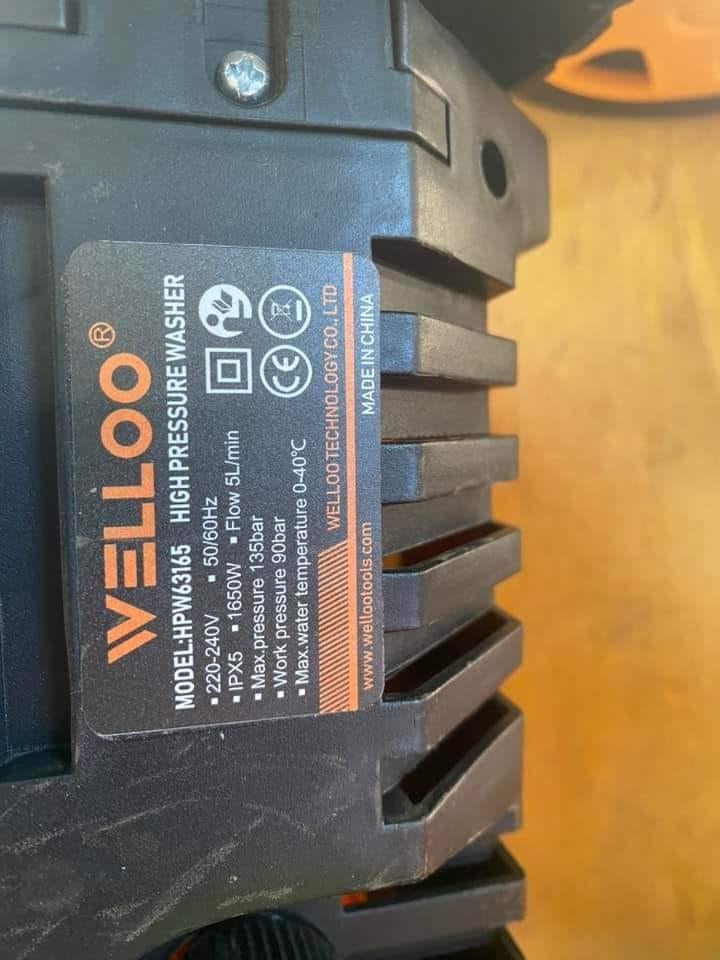 WELLOO®
MODEL:HPW63165 HIGH PRESSURE WASHER
▪ 220-240V ▪ 50/60Hz
▪ IPX5 ▪ 1650W ▪ Flow 5L/min
▪ Max.pressure 135bar
▪ Work pressure 90bar
▪ Max.water temperature 0-40℃
CE
WELLOO TECHNOLOGY CO., LTD
www.wellootools.com MADE IN CHINA